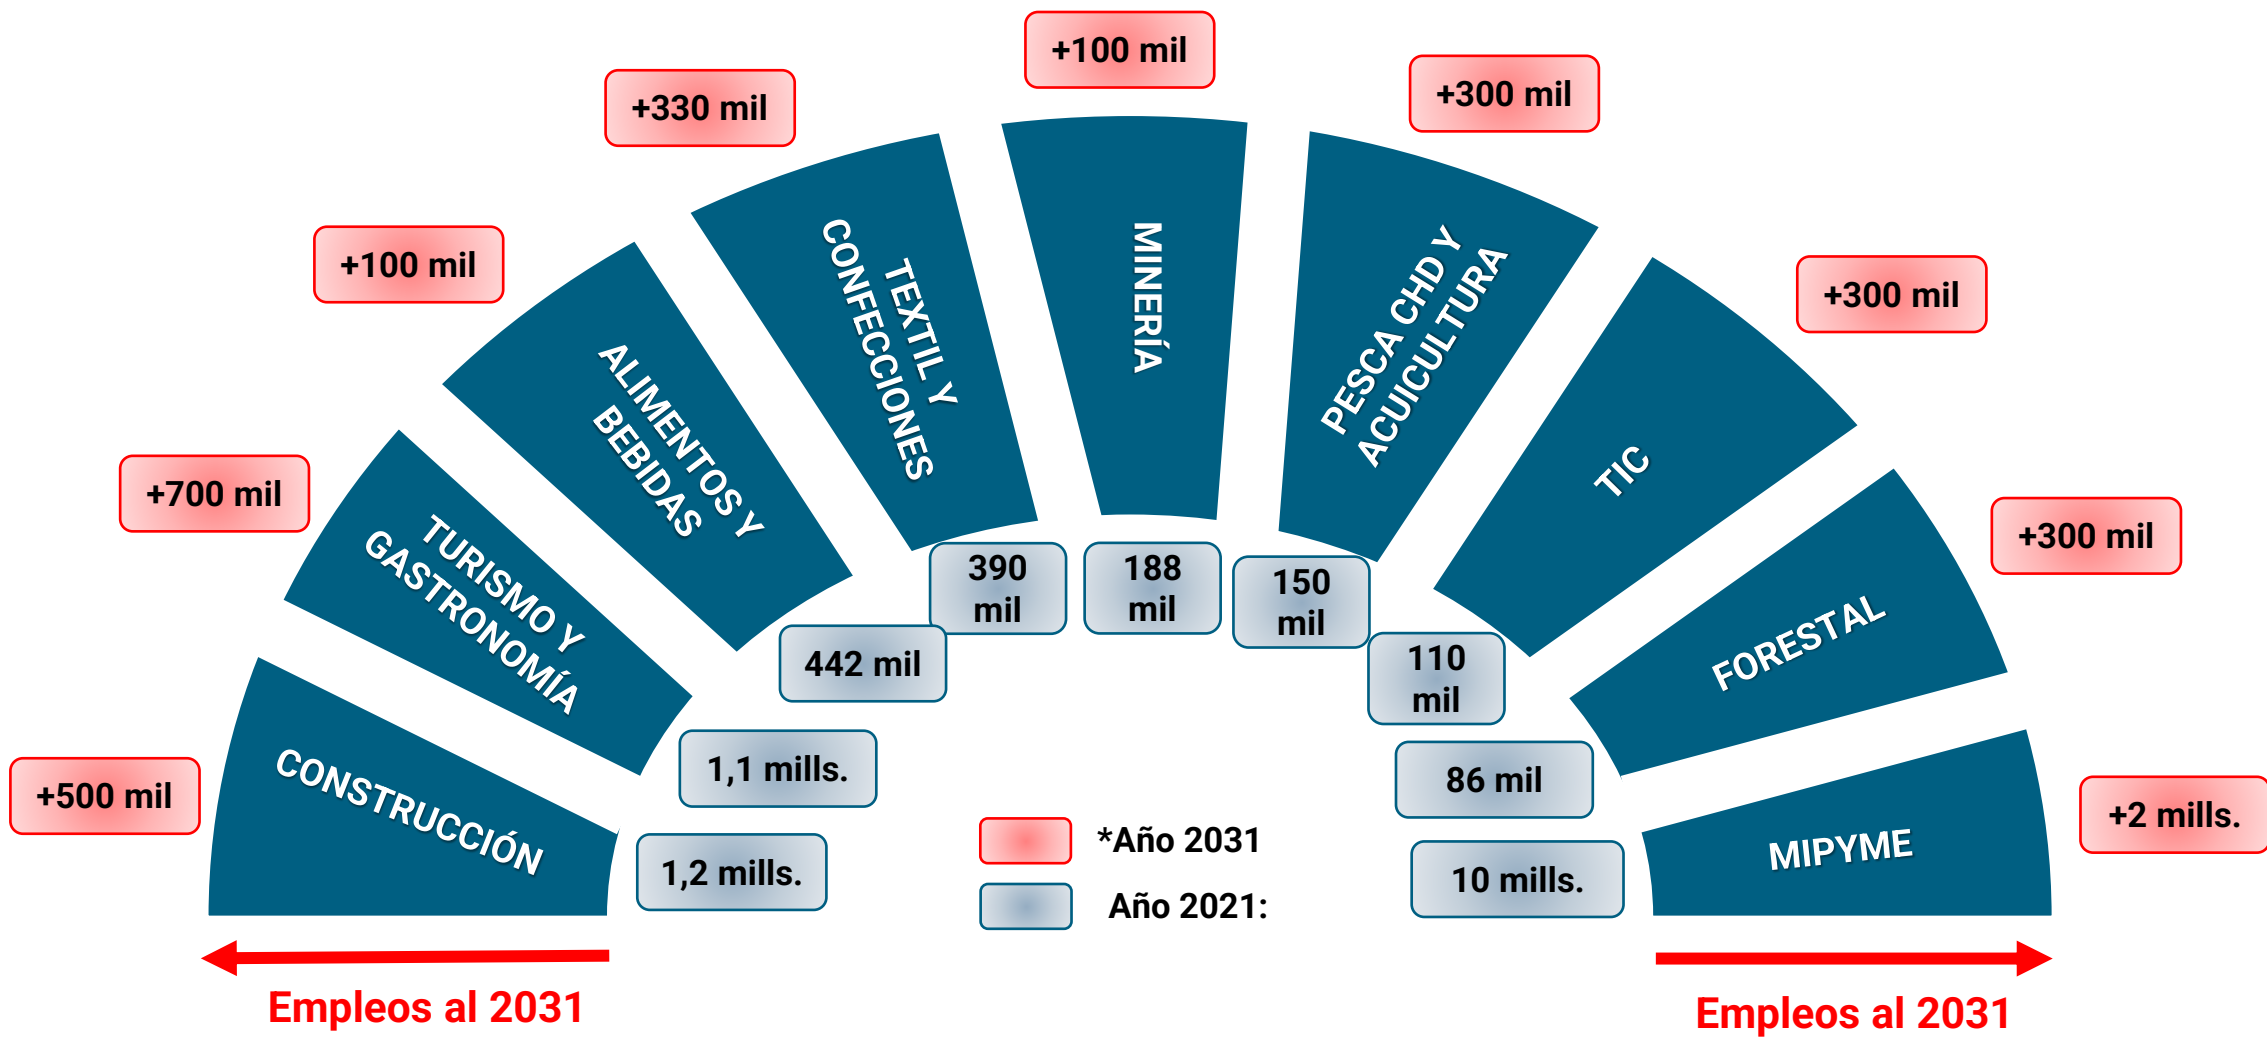 +500 mil
CONSTRUCCIÓN
1,2 mills.
+700 mil
TURISMO Y
GASTRONOMÍA
1,1 mills.
+100 mil
ALIMENTOS Y
BEBIDAS
442 mil
+330 mil
TEXTIL Y
CONFECCIONES
390
mil
+100 mil
MINERÍA
188
mil
+300 mil
PESCA CHD Y
ACUICULTURA
150
mil
+300 mil
TIC
110
mil
+300 mil
FORESTAL
86 mil
+2 mills.
MIPYME
10 mills.
*Año 2031
Año 2021:
Empleos al 2031
Empleos al 2031